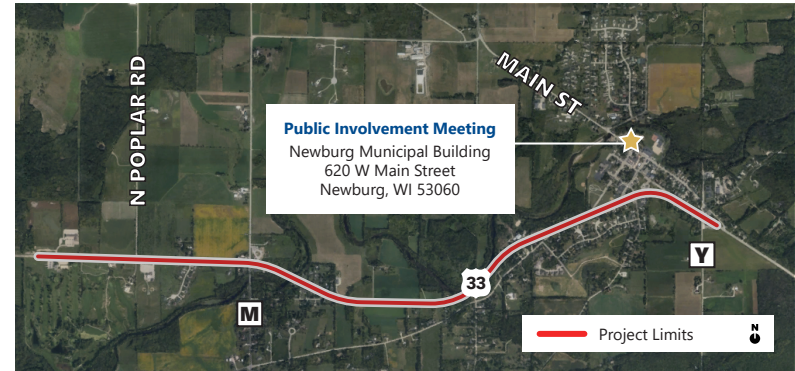 N POPLAR RD
MAIN ST
Public Involvement Meeting
Newburg Municipal Building
620 W Main Street
Newburg, WI 53060
33
Y
M
Project Limits
N